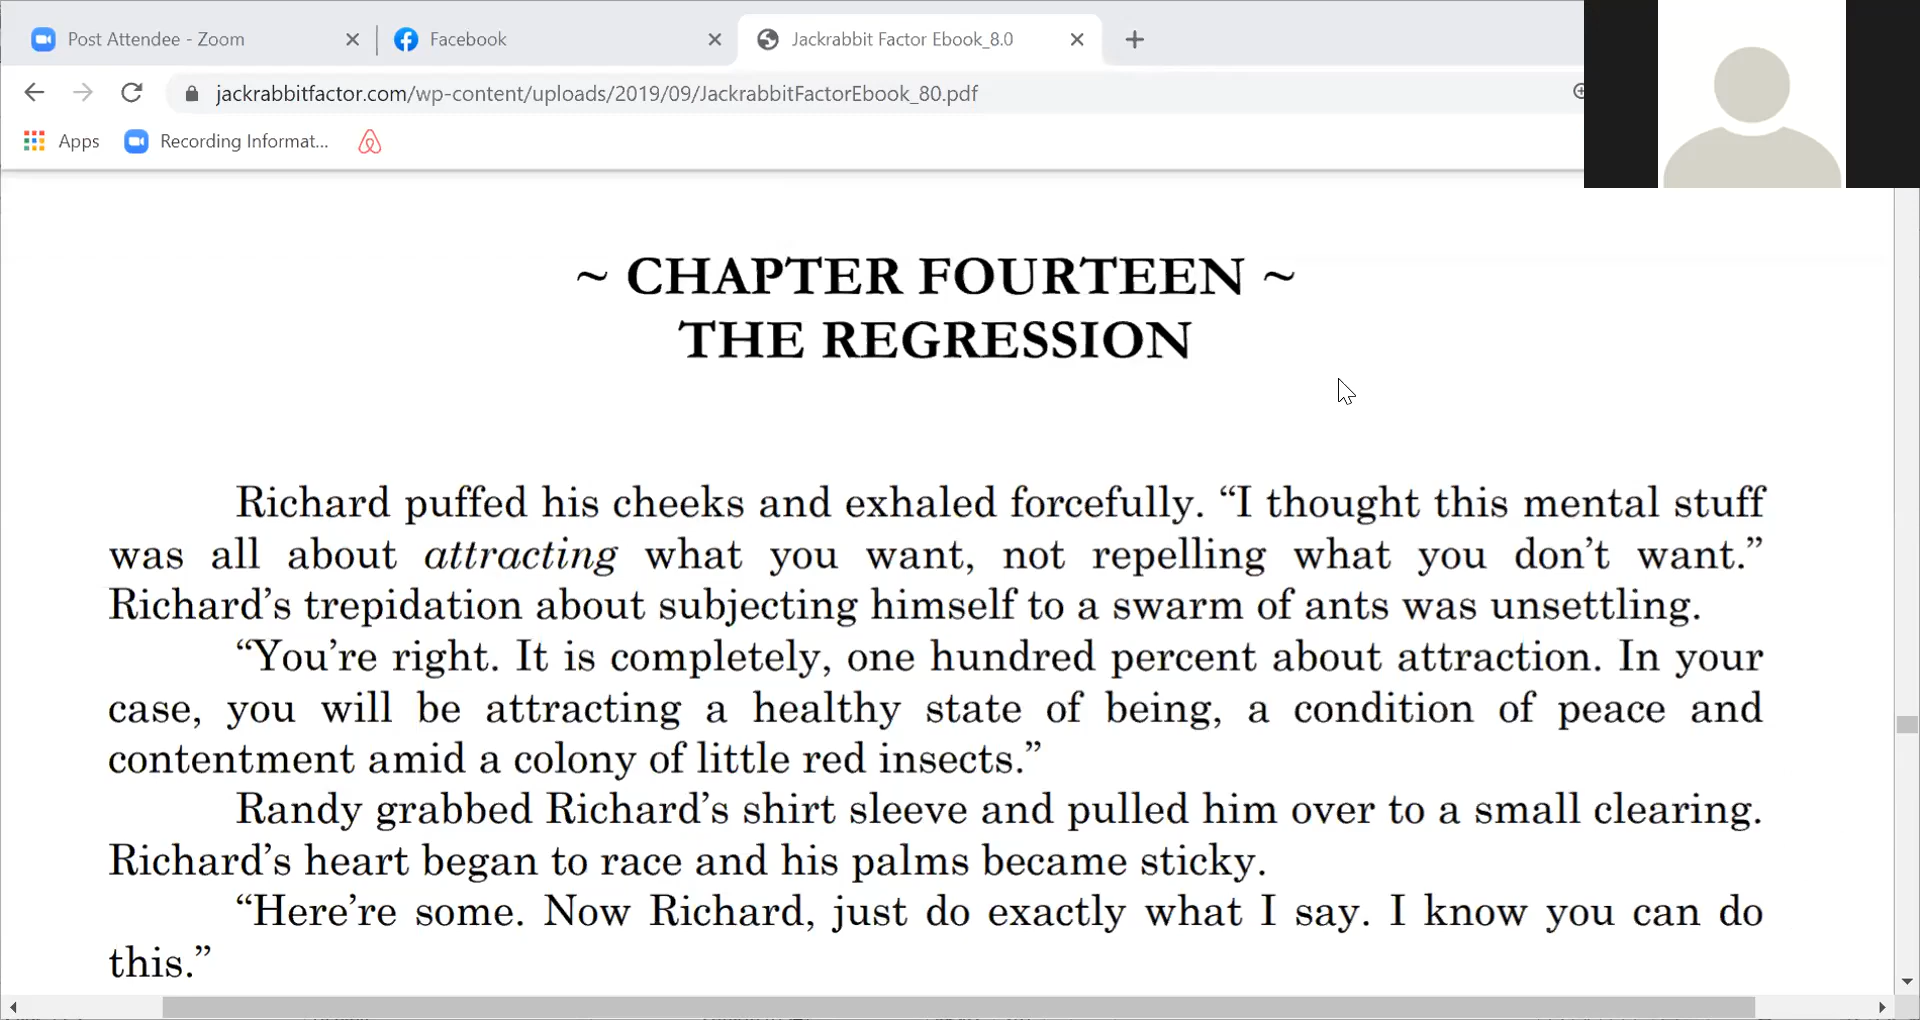 Post Attendee - Zoom
Facebook
Jackrabbit Factor Ebook_8.0
jackrabbitfactor.com/wp-content/uploads/2019/09/JackrabbitFactorEbook_80.pdf
Apps
Recording Informat...
~ CHAPTER FOURTEEN ~
THE REGRESSION
Richard puffed his cheeks and exhaled forcefully. “I thought this mental stuff
was all about attracting what you want, not repelling what you don’t want.”
Richard’s trepidation about subjecting himself to a swarm of ants was unsettling.
“You’re right. It is completely, one hundred percent about attraction. In your
case, you will be attracting a healthy state of being, a condition of peace and
contentment amid a colony of little red insects.”
Randy grabbed Richard’s shirt sleeve and pulled him over to a small clearing.
Richard’s heart began to race and his palms became sticky.
“Here’re some. Now Richard, just do exactly what I say. I know you can do
this.”